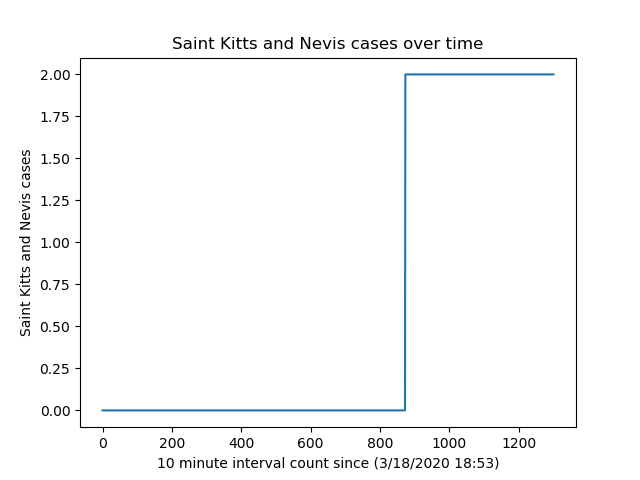 Saint Kitts and Nevis cases over time
Saint Kitts and Nevis cases
2.00
1.75
1.50
1.25
1.00
0.75
0.50
0.25
0.00
0 200 400 600 800 1000 1200
10 minute interval count since (3/18/2020 18:53)